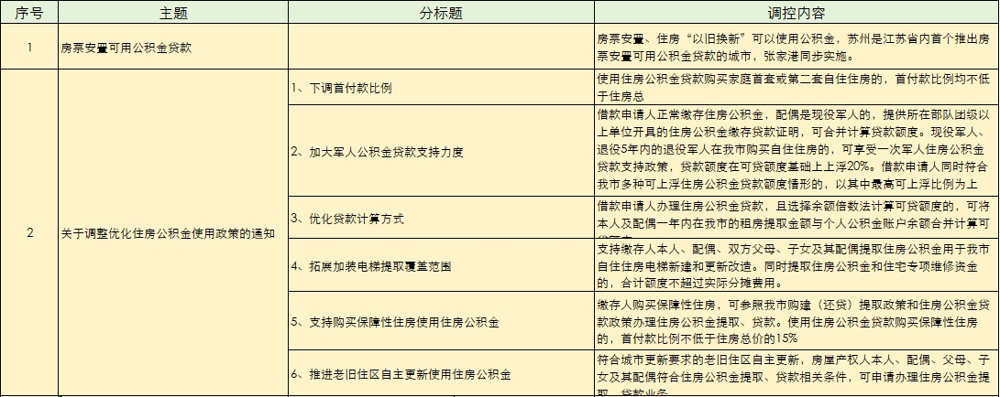 序号 主题 分标题 调控内容
1 房票安置可用公积金贷款
房票安置、住房“以旧换新”可以使用公积金，苏州是江苏省内首个推出房
票安置可用公积金贷款的城市，张家港同步实施。
2 关于调整优化住房公积金使用政策的通知
1、下调首付款比例
使用住房公积金贷款购买家庭首套或第二套自住住房的，首付款比例均不低
于住房总
2、加大军人公积金贷款支持力度
借款申请人正常缴存住房公积金，配偶是现役军人的，提供所在部队团级以
上单位开具的住房公积金缴存贷款证明，可合并计算贷款额度。现役军人、
退役5年内的退役军人在我市购买自住住房的，可享受一次军人住房公积金
贷款支持政策，贷款额度在可贷额度基础上上浮20%。借款申请人同时符合
我市多种可上浮住房公积金贷款额度情形的，以其中最高可上浮比例为上
3、优化贷款计算方式
借款申请人办理住房公积金贷款，且选择余额倍数法计算可贷额度的，可将
本人及配偶一年内在我市的租房提取金额与个人公积金账户余额合并计算可
4、拓展加装电梯提取覆盖范围
支持缴存人本人、配偶、双方父母、子女及其配偶提取住房公积金用于我市
自住住房电梯新建和更新改造。同时提取住房公积金和住宅专项维修资金
的，合计额度不超过实际分摊费用。
5、支持购买保障性住房使用住房公积金
缴存人购买保障性住房，可参照我市购建（还贷）提取政策和住房公积金贷
款政策办理住房公积金提取、贷款。使用住房公积金贷款购买保障性住房
的，首付款比例不低于住房总价的15%
6、推进老旧住区自主更新使用住房公积金
符合城市更新要求的老旧住区自主更新，房屋产权人本人、配偶、父母、子
女及其配偶符合住房公积金提取、贷款相关条件，可申请办理住房公积金提
取、贷款业务